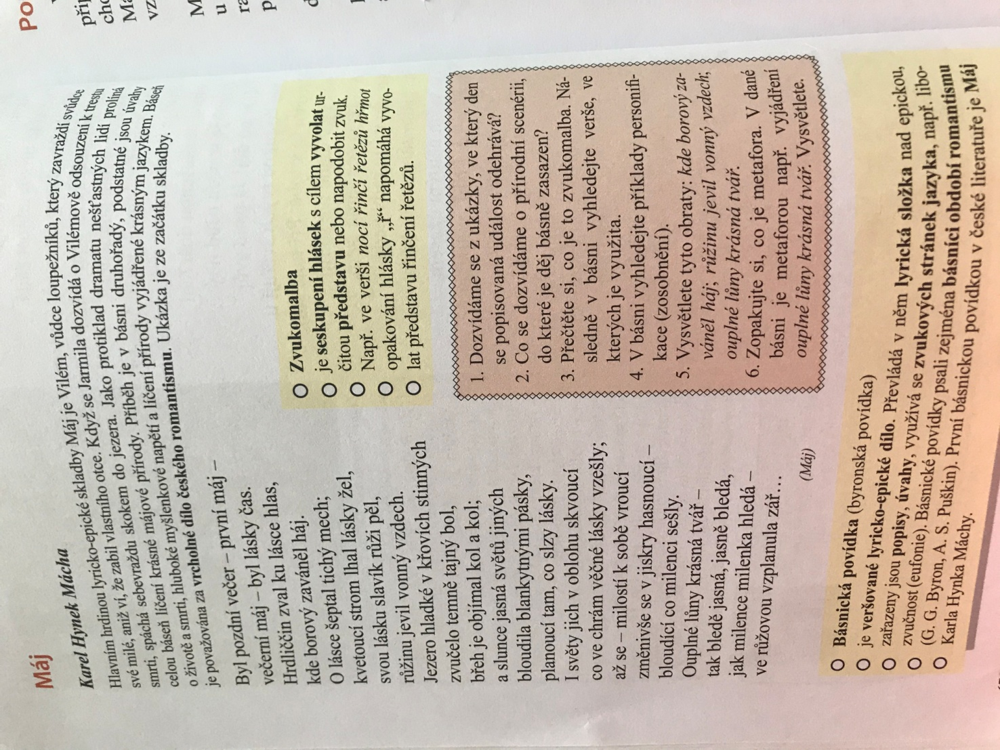 Máj
Karel Hynek Mácha
Hlavním hrdinou lyricko-epické skladby Máj je Vilém, vůdce loupežníků, který zavraždí svůdce
své milé, aniž ví, že zabil vlastního otce. Když se Jarmila dozvídá o Vilémově odsouzení k trestu
smrti, spáchá sebevraždu skokem do jezera. Jako protiklad dramatu nešťastných lidí prolíná
celou báseň líčení krásné májové přírody. Příběh je v básni druhořadý, podstatné jsou úvahy
o životě a smrti, hluboké myšlenkové napětí a líčení přírody vyjádřené krásným jazykem. Báseň
je považována za vrcholné dílo českého romantismu. Ukázka je ze začátku skladby.
Byl pozdní večer – první máj –
večerní máj – byl lásky čas.
Hrdliččin zval ku lásce hlas,
kde borový zaváněl háj.
O lásce šeptal tichý mech;
kvetoucí strom lhal lásky žel,
svou lásku slavík růži pěl,
růžinu jevil vonný vzdech.
Jezero hladké v křovích stinných
zvučelo temně tajný bol,
břeh je objímal kol a kol;
a slunce jasná světů jiných
bloudila blankytnými pásky,
planoucí tam, co slzy lásky.
I světy jich v oblohu skvoucí
co ve chrám věčné lásky vzešly;
až se – milostí k sobě vroucí
změnivše se v jiskry hasnoucí –
bloudící co milenci sešly.
Ouplné lůny krásná tvář –
tak bledě jasná, jasně bledá,
jak milence milenka hledá –
ve růžovou vzplanula zář…
(Máj)
Zvukomalba
je seskupení hlásek s cílem vyvolat ur-
čitou představu nebo napodobit zvuk.
Např. ve verši nocí řinčí řetězů hřmot
opakování hlásky „ř“ napomáhá vyvo-
lat představu řinčení řetězů.
1. Dozvídáme se z ukázky, ve který den
se popisovaná událost odehrává?
2. Co se dozvídáme o přírodní scenérii,
do které je děj básně zasazen?
3. Přečtěte si, co je to zvukomalba. Ná-
sledně v básni vyhledejte verše, ve
kterých je využita.
4. V básni vyhledejte příklady personifi-
kace (zosobnění).
5. Vysvětlete tyto obraty: kde borový za-
váněl háj; růžinu jevil vonný vzdech;
ouplné lůny krásná tvář.
6. Zopakujte si, co je metafora. V dané
básni je metaforou např. vyjádření
ouplné lůny krásná tvář. Vysvětlete.
Básnická povídka (byronská povídka)
je veršované lyricko-epické dílo. Převládá v něm lyrická složka nad epickou,
zařazeny jsou popisy, úvahy, využívá se zvukových stránek jazyka, např. libo-
zvučnost (eufonie). Básnické povídky psali zejména básníci období romantismu
(G. G. Byron, A. S. Puškin). První básnickou povídkou v české literatuře je Máj
Karla Hynka Máchy.
Po